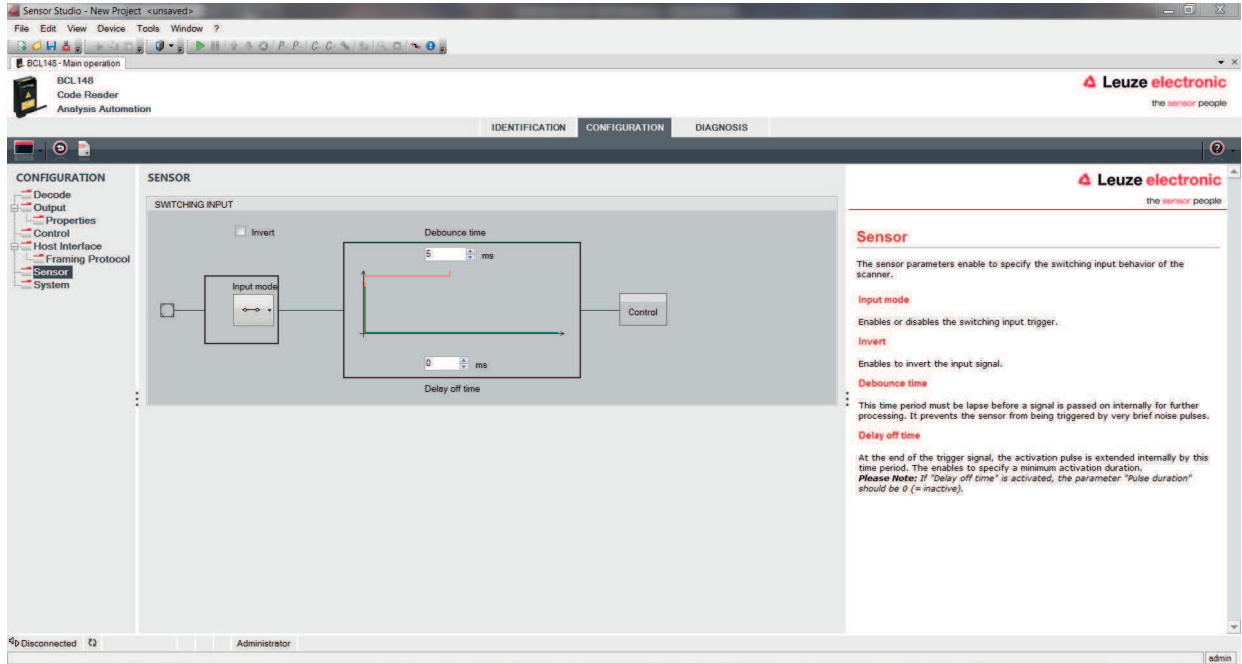 Sensor Studio - New Project <unsaved>
File Edit View Device Tools Window ?
BCL148 - Main operation
BCL148
Code Reader
Analysis Automation
Leuze electronic
the sensor people
IDENTIFICATION CONFIGURATION DIAGNOSIS
CONFIGURATION
Decode
Output
Properties
Control
Host Interface
Framing Protocol
Sensor
System
SENSOR
SWITCHING INPUT
Invert
Debounce time
5 ms
Input mode
Control
0 ms
Delay off time
Leuze electronic
the sensor people
Sensor
The sensor parameters enable to specify the switching input behavior of the
scanner.
Input mode
Enables or disables the switching input trigger.
Invert
Enables to invert the input signal.
Debounce time
This time period must be lapse before a signal is passed on internally for further
processing. It prevents the sensor from being triggered by very brief noise pulses.
Delay off time
At the end of the trigger signal, the activation pulse is extended internally by this
time period. The enables to specify a minimum activation duration.
Please Note: If "Delay off time" is activated, the parameter "Pulse duration"
should be 0 (= inactive).
Disconnected Administrator
admin